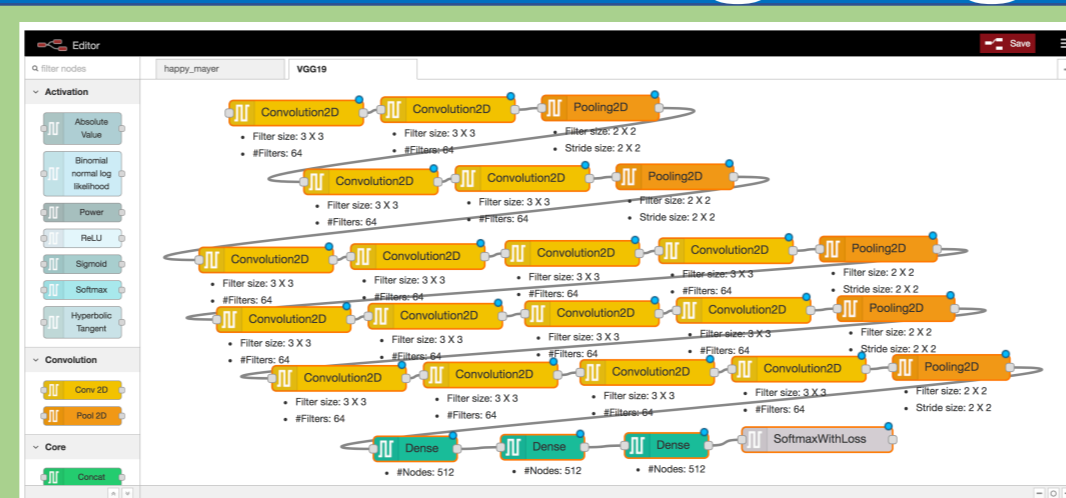 Editor
Save
filter nodes
happy_mayer
VGG19
Activation
Absolute
Value
Binomial
normal log
likelihood
Power
ReLU
Sigmoid
Softmax
Hyperbolic
Tangent
Convolution
Conv 2D
Pool 2D
Core
Concat
Convolution2D
• Filter size: 3 X 3
• #Filters: 64
Convolution2D
• Filter size: 3 X 3
• #Filters: 64
Pooling2D
• Filter size: 2 X 2
• Stride size: 2 X 2
Convolution2D
• Filter size: 3 X 3
• #Filters: 64
Convolution2D
• Filter size: 3 X 3
• #Filters: 64
Pooling2D
• Filter size: 2 X 2
• Stride size: 2 X 2
Convolution2D
• Filter size: 3 X 3
• #Filters: 64
Convolution2D
• Filter size: 3 X 3
• #Filters: 64
Convolution2D
• Filter size: 3 X 3
• #Filters: 64
Convolution2D
• Filter size: 3 X 3
• #Filters: 64
Pooling2D
• Filter size: 2 X 2
• Stride size: 2 X 2
Convolution2D
• Filter size: 3 X 3
• #Filters: 64
Convolution2D
• Filter size: 3 X 3
• #Filters: 64
Convolution2D
• Filter size: 3 X 3
• #Filters: 64
Convolution2D
• Filter size: 3 X 3
• #Filters: 64
Pooling2D
• Filter size: 2 X 2
• Stride size: 2 X 2
Convolution2D
• Filter size: 3 X 3
• #Filters: 64
Convolution2D
• Filter size: 3 X 3
• #Filters: 64
Convolution2D
• Filter size: 3 X 3
• #Filters: 64
Convolution2D
• Filter size: 3 X 3
• #Filters: 64
Pooling2D
• Filter size: 2 X 2
• Stride size: 2 X 2
Dense
• #Nodes: 512
Dense
• #Nodes: 512
Dense
• #Nodes: 512
SoftmaxWithLoss